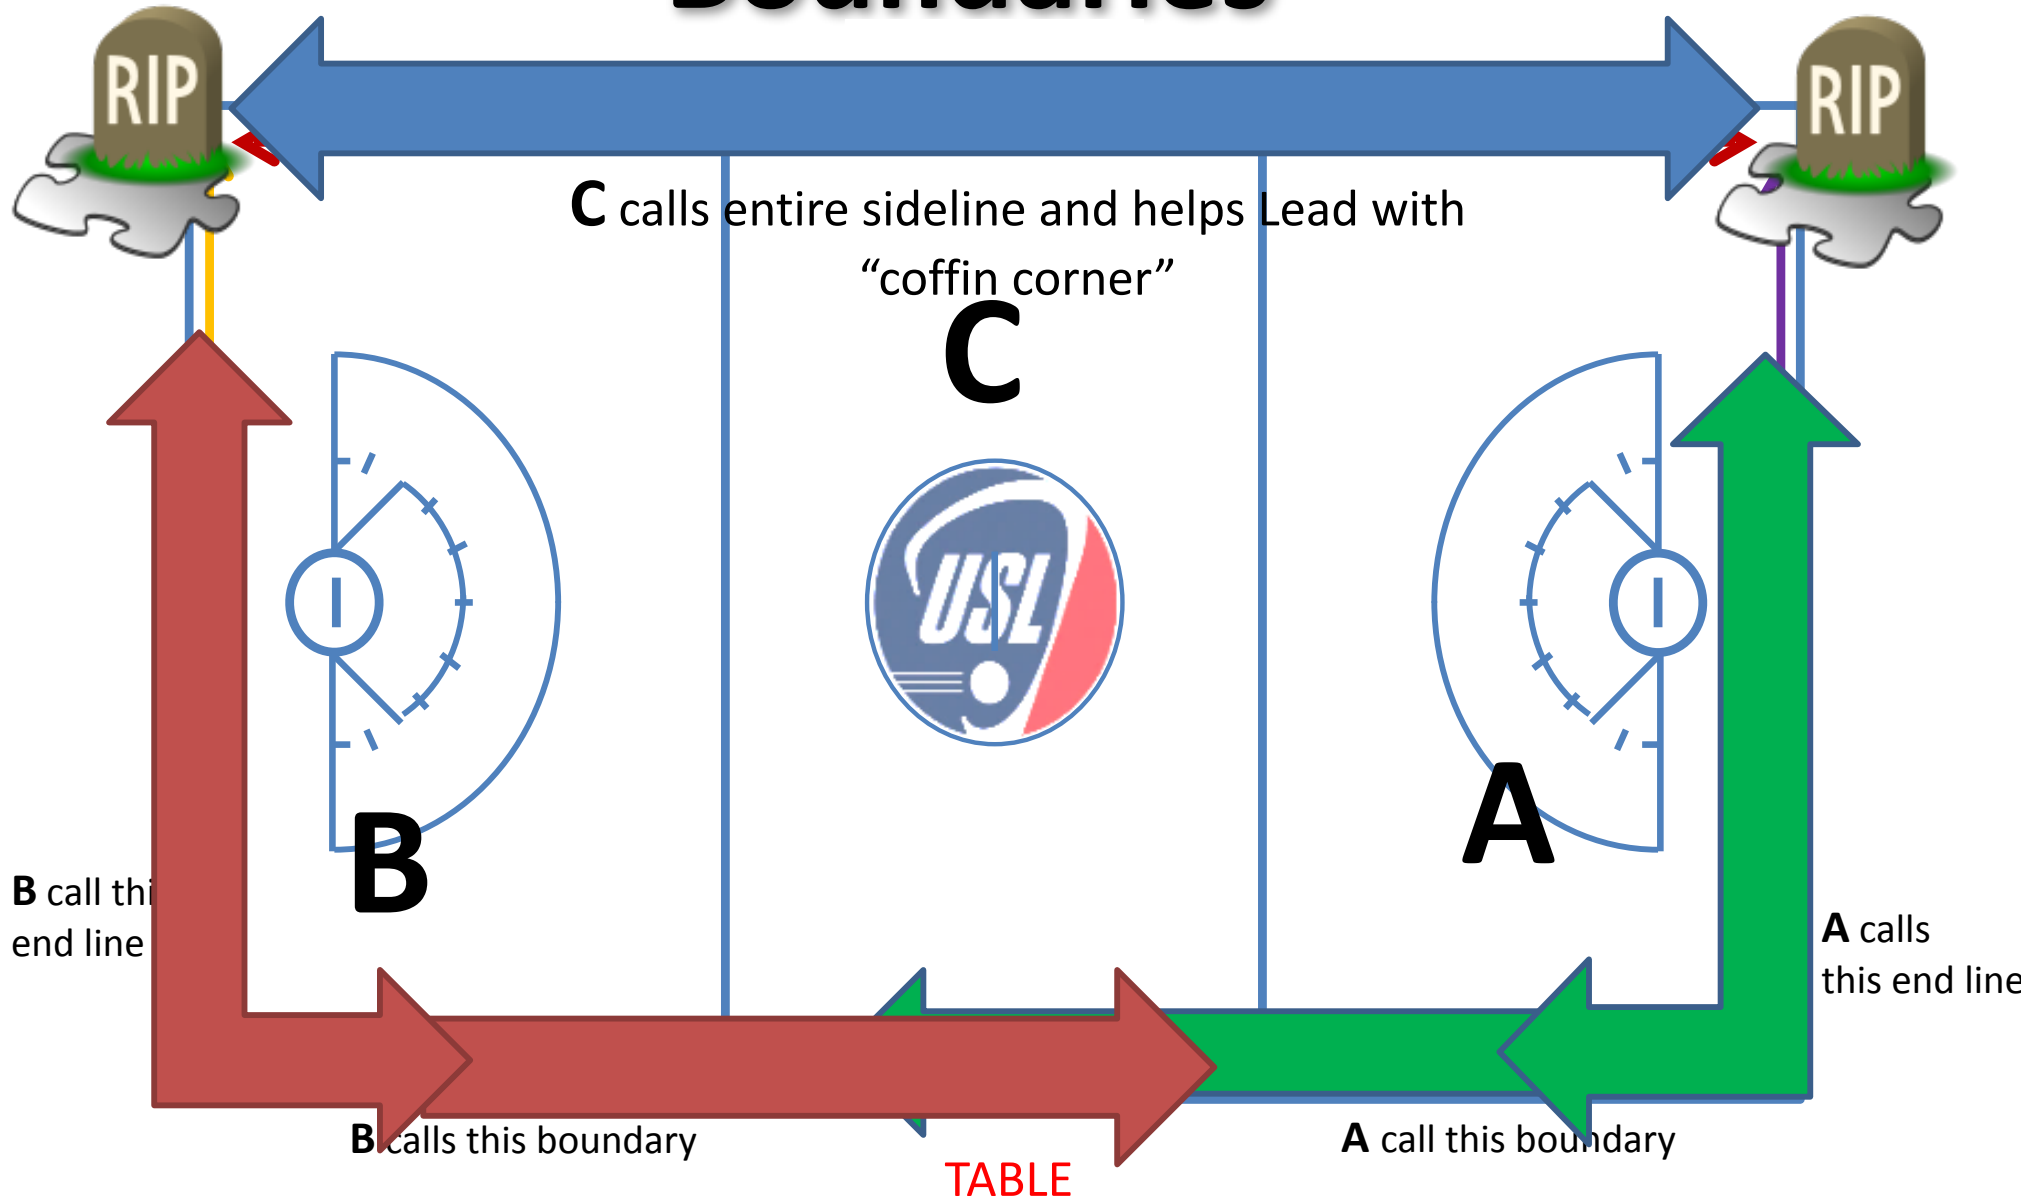 Boundaries
RIP
RIP
C calls entire sideline and helps Lead with
“coffin corner”
C
USL
B
A
B call thi
end line
A calls
this end line
B calls this boundary
A call this boundary
TABLE